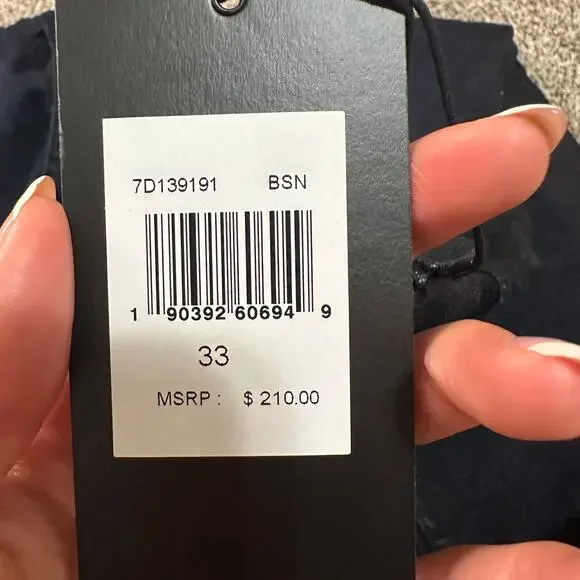 7D139191 BSN
1 90392 60694 9
33
MSRP : $ 210.00